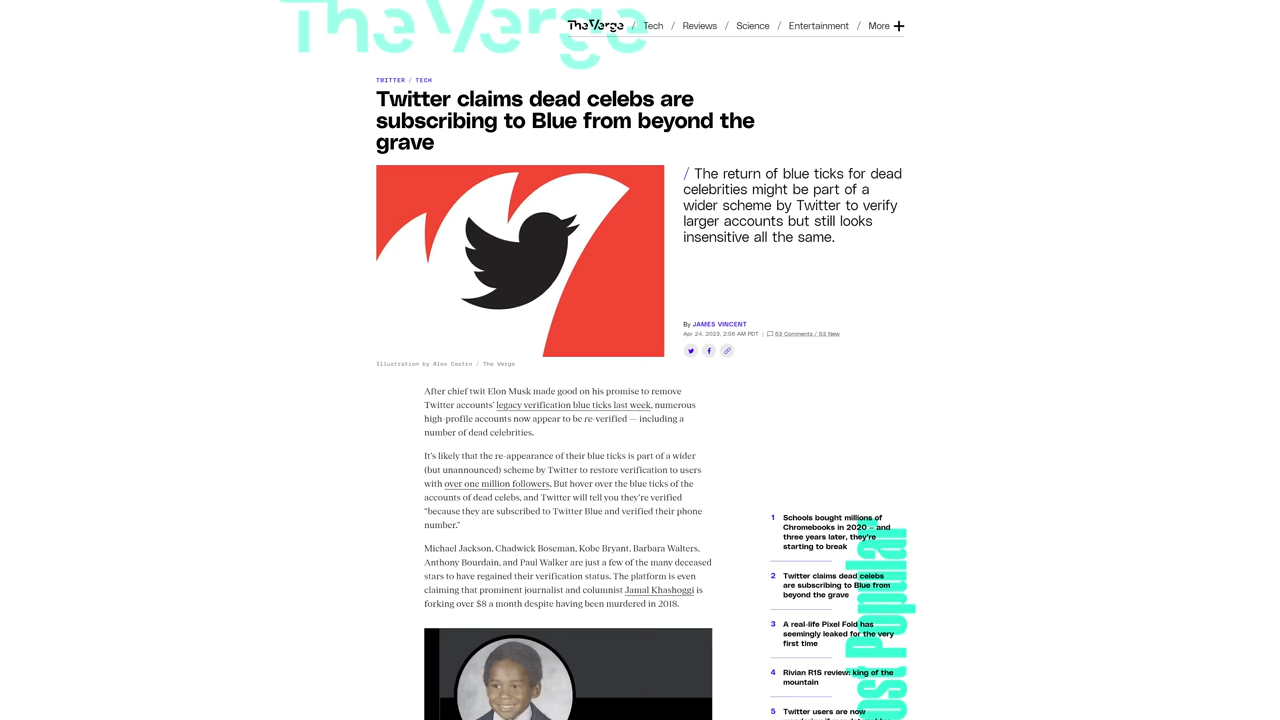 The Verge
The Verge / Tech / Reviews / Science / Entertainment / More +
TWITTER / TECH
Twitter claims dead celebs are
subscribing to Blue from beyond the
grave
/ The return of blue ticks for dead
celebrities might be part of a
wider scheme by Twitter to verify
larger accounts but still looks
insensitive all the same.
By JAMES VINCENT
Apr 24, 2023, 2:56 AM PDT | 63 Comments / 63 New
Illustration by Alex Castro / The Verge
After chief twit Elon Musk made good on his promise to remove
Twitter accounts’ legacy verification blue ticks last week, numerous
high-profile accounts now appear to be re-verified — including a
number of dead celebrities.
It’s likely that the re-appearance of their blue ticks is part of a wider
(but unannounced) scheme by Twitter to restore verification to users
with over one million followers. But hover over the blue ticks of the
accounts of dead celebs, and Twitter will tell you they’re verified
“because they are subscribed to Twitter Blue and verified their phone
number.”
Michael Jackson, Chadwick Boseman, Kobe Bryant, Barbara Walters,
Anthony Bourdain, and Paul Walker are just a few of the many deceased
stars to have regained their verification status. The platform is even
claiming that prominent journalist and columnist Jamal Khashoggi is
forking over $8 a month despite having been murdered in 2018.
1 Schools bought millions of
Chromebooks in 2020 — and
three years later, they’re
starting to break
2 Twitter claims dead celebs
are subscribing to Blue from
beyond the grave
3 A real-life Pixel Fold has
seemingly leaked for the very
first time
4 Rivian R1S review: king of the
mountain
5 Twitter users are now
ost Popular